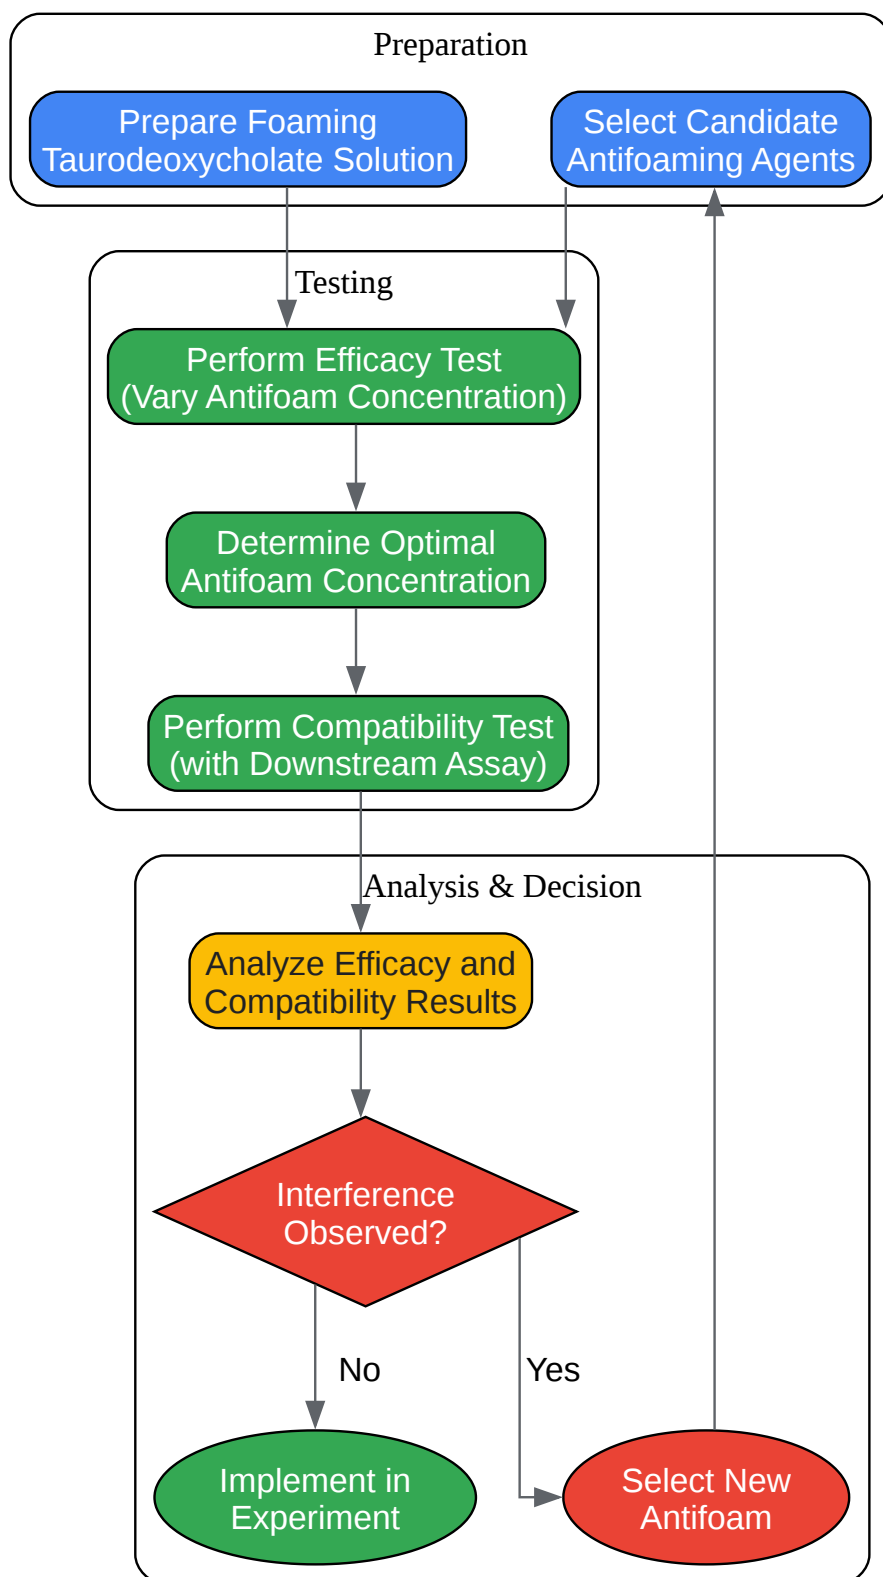 Preparation
Prepare Foaming
Taurodeoxycholate Solution
Select Candidate
Antifoaming Agents
Testing
Perform Efficacy Test
(Vary Antifoam Concentration)
Determine Optimal
Antifoam Concentration
Perform Compatibility Test
(with Downstream Assay)
Analysis & Decision
Analyze Efficacy and
Compatibility Results
Interference
Observed?
No
Yes
Implement in
Experiment
Select New
Antifoam